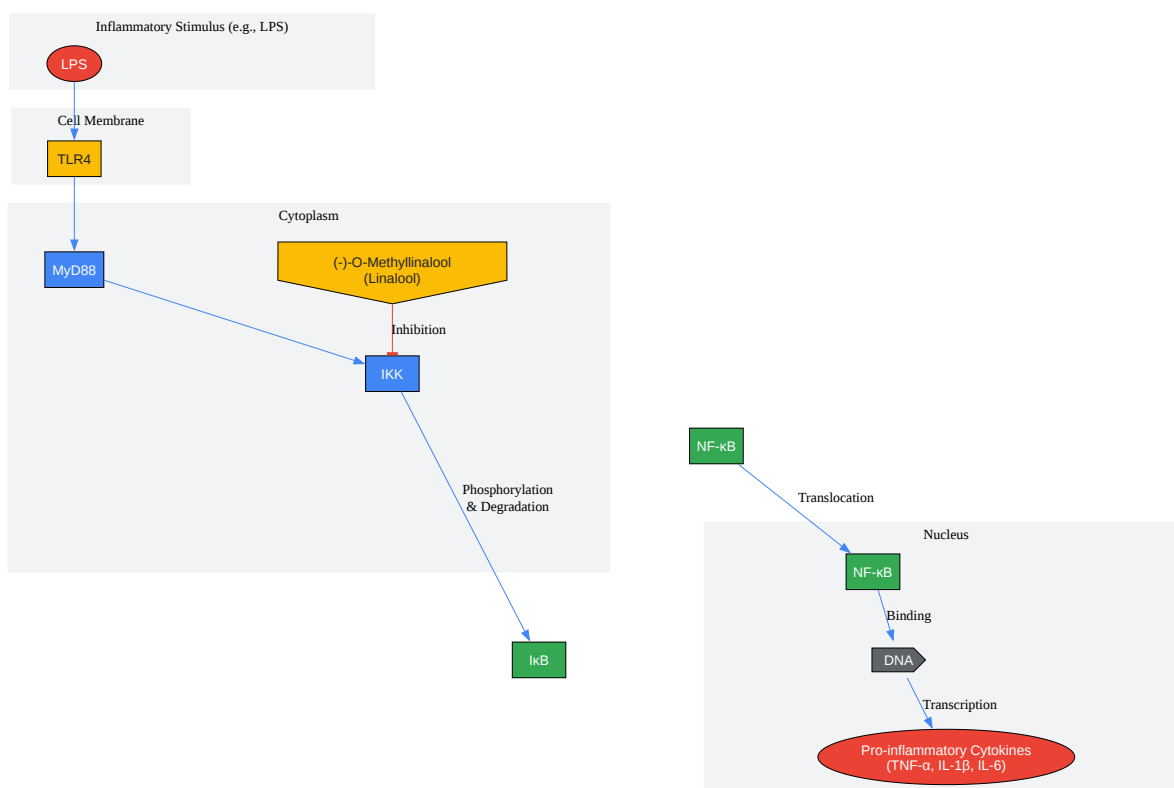 Inflammatory Stimulus (e.g., LPS)
LPS
Cell Membrane
TLR4
Cytoplasm
MyD88
(-)-O-Methyllinalool
(Linalool)
Inhibition
IKK
Phosphorylation
& Degradation
IκB
NF-κB
Translocation
Nucleus
NF-κB
Binding
DNA
Transcription
Pro-inflammatory Cytokines
(TNF-α, IL-1β, IL-6)